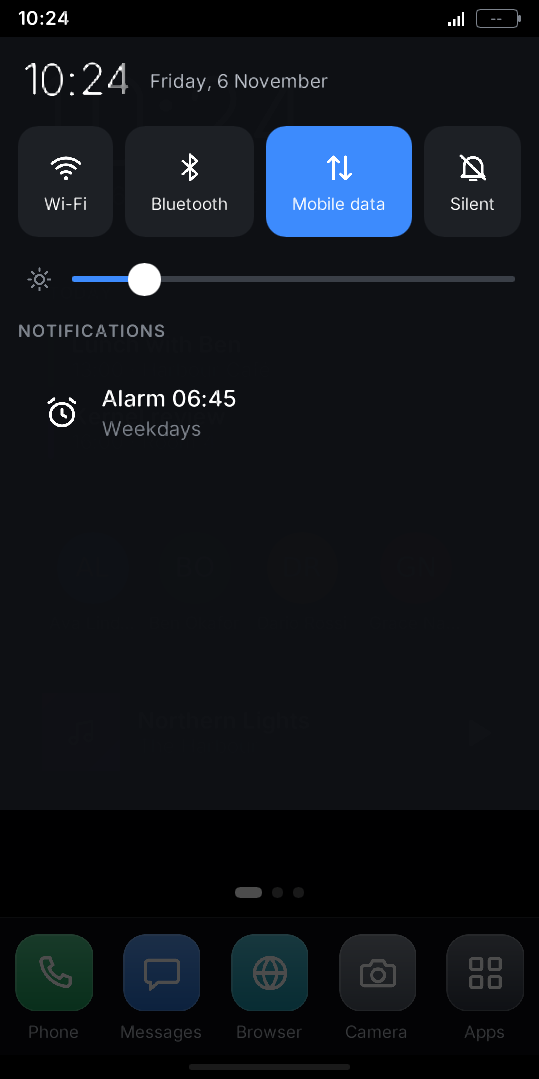 10:24
--
10:24 Friday, 6 November
Wi-Fi Bluetooth Mobile data Silent
NOTIFICATIONS
Alarm 06:45
Weekdays
Phone Messages Browser Camera Apps